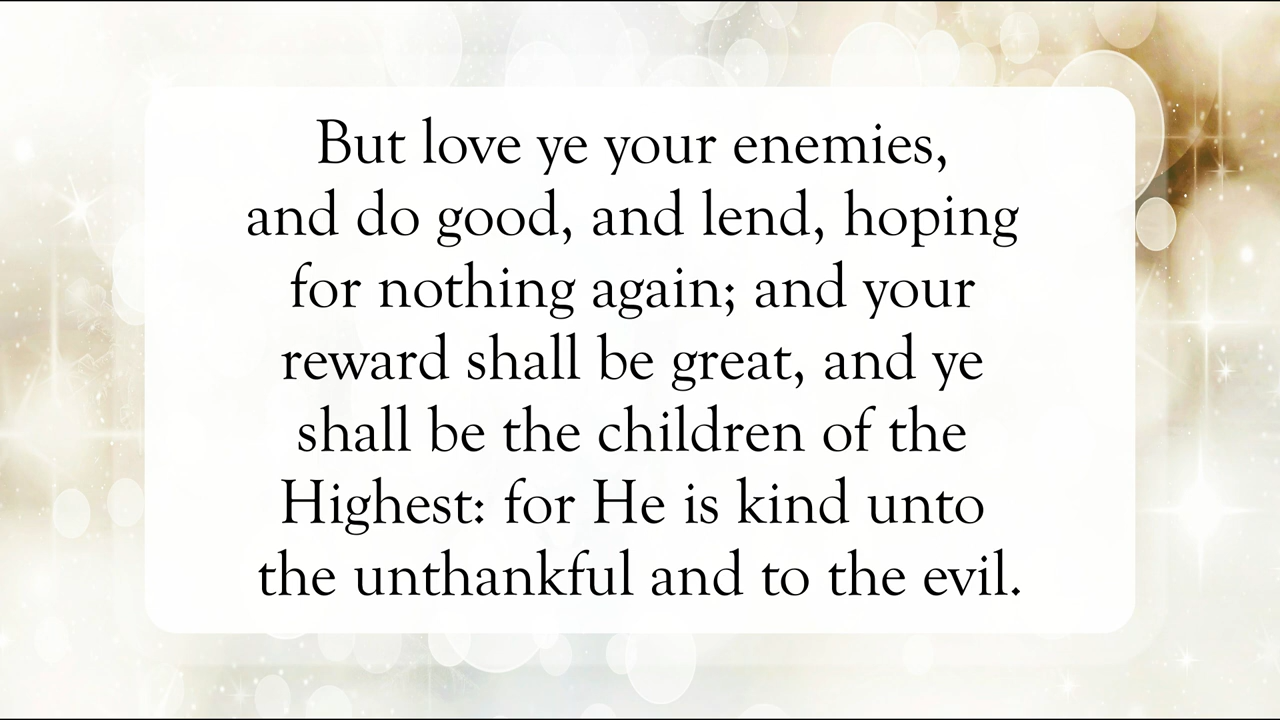 But love ye your enemies,
and do good, and lend, hoping
for nothing again; and your
reward shall be great, and ye
shall be the children of the
Highest: for He is kind unto
the unthankful and to the evil.